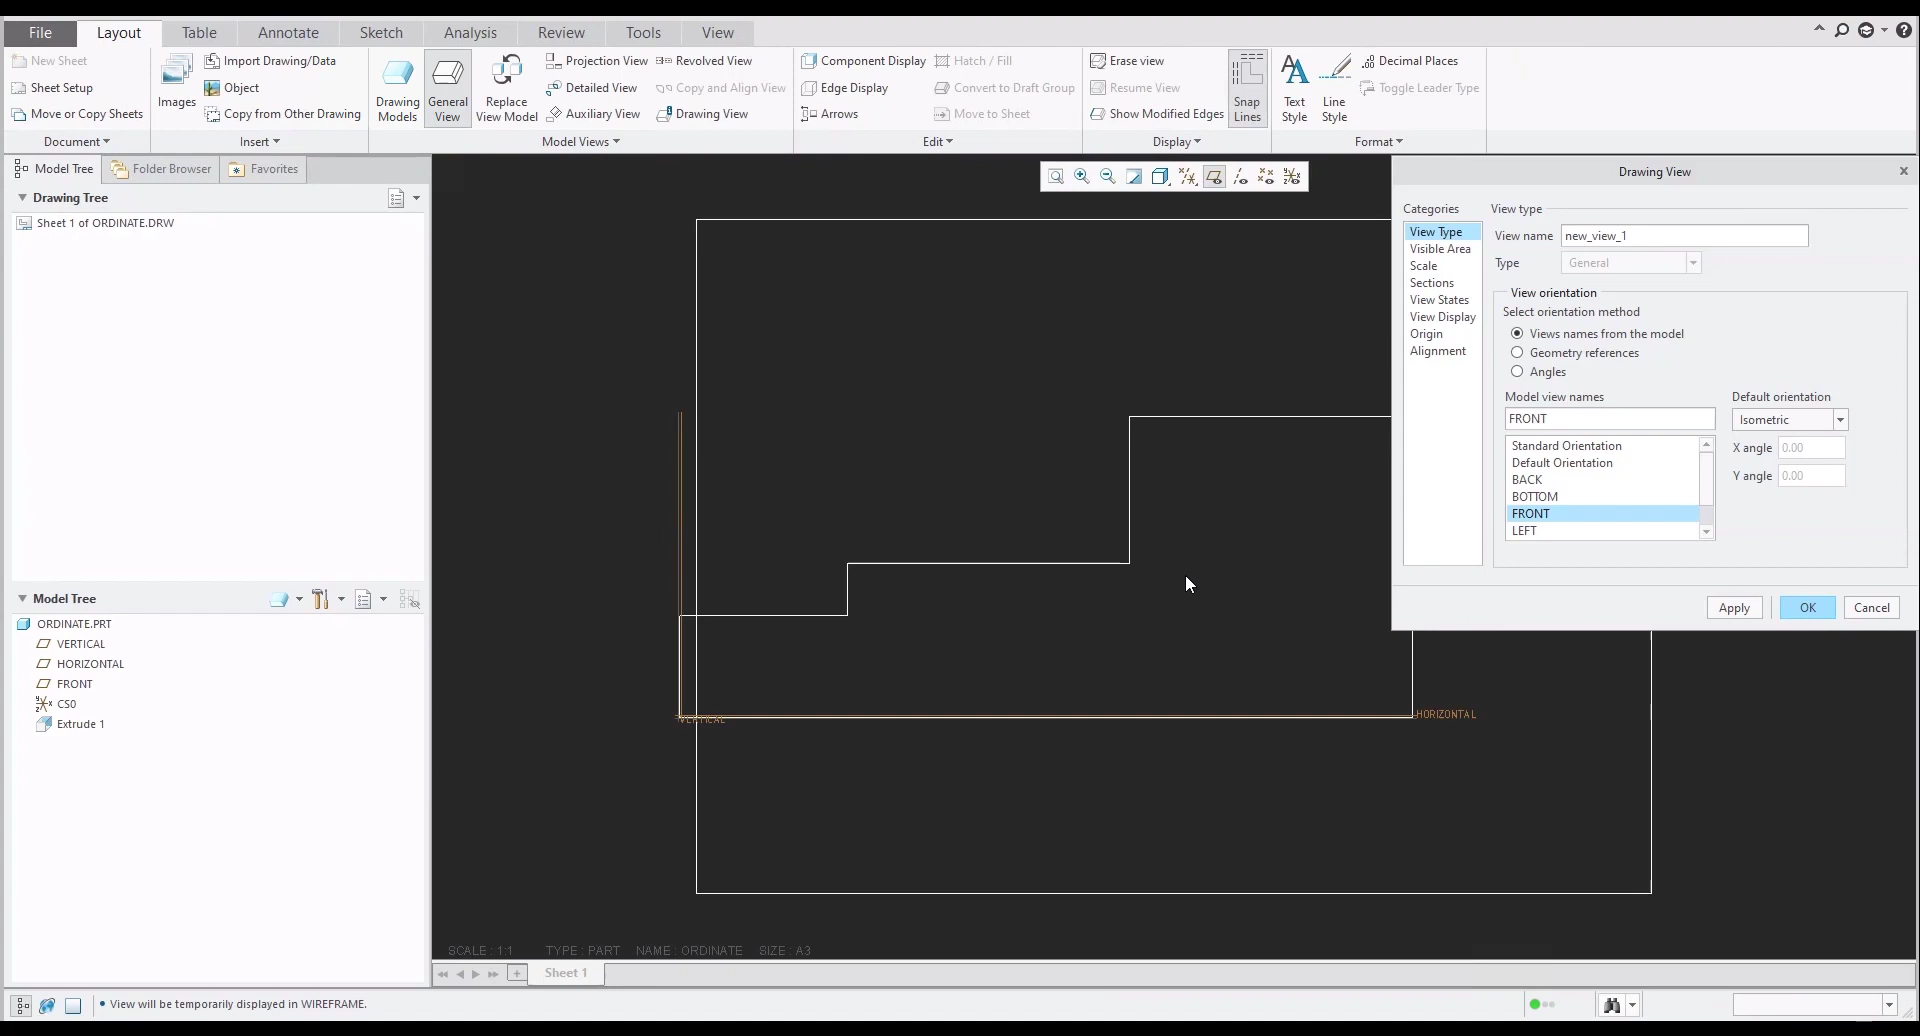 File
Layout
Table
Annotate
Sketch
Analysis
Review
Tools
View
New Sheet
Sheet Setup
Move or Copy Sheets
Document
Images
Import Drawing/Data
Object
Copy from Other Drawing
Insert
Drawing
Models
General
View
Replace
View Model
Projection View
Detailed View
Auxiliary View
Revolved View
Copy and Align View
Drawing View
Model Views
Component Display
Edge Display
Arrows
Hatch / Fill
Convert to Draft Group
Move to Sheet
Edit
Erase view
Resume View
Show Modified Edges
Snap
Lines
Display
Text
Style
Line
Style
Decimal Places
Toggle Leader Type
Format
Model Tree
Folder Browser
Favorites
Drawing Tree
Sheet 1 of ORDINATE.DRW
Model Tree
ORDINATE.PRT
VERTICAL
HORIZONTAL
FRONT
CS0
Extrude 1
VERTICAL
HORIZONTAL
SCALE : 1:1 TYPE : PART NAME : ORDINATE SIZE : A3
Sheet 1
Drawing View
Categories
View Type
Visible Area
Scale
Sections
View States
View Display
Origin
Alignment
View type
View name new_view_1
Type General
View orientation
Select orientation method
Views names from the model
Geometry references
Angles
Model view names
FRONT
Standard Orientation
Default Orientation
BACK
BOTTOM
FRONT
LEFT
Default orientation
Isometric
X angle 0.00
Y angle 0.00
Apply
OK
Cancel
• View will be temporarily displayed in WIREFRAME.